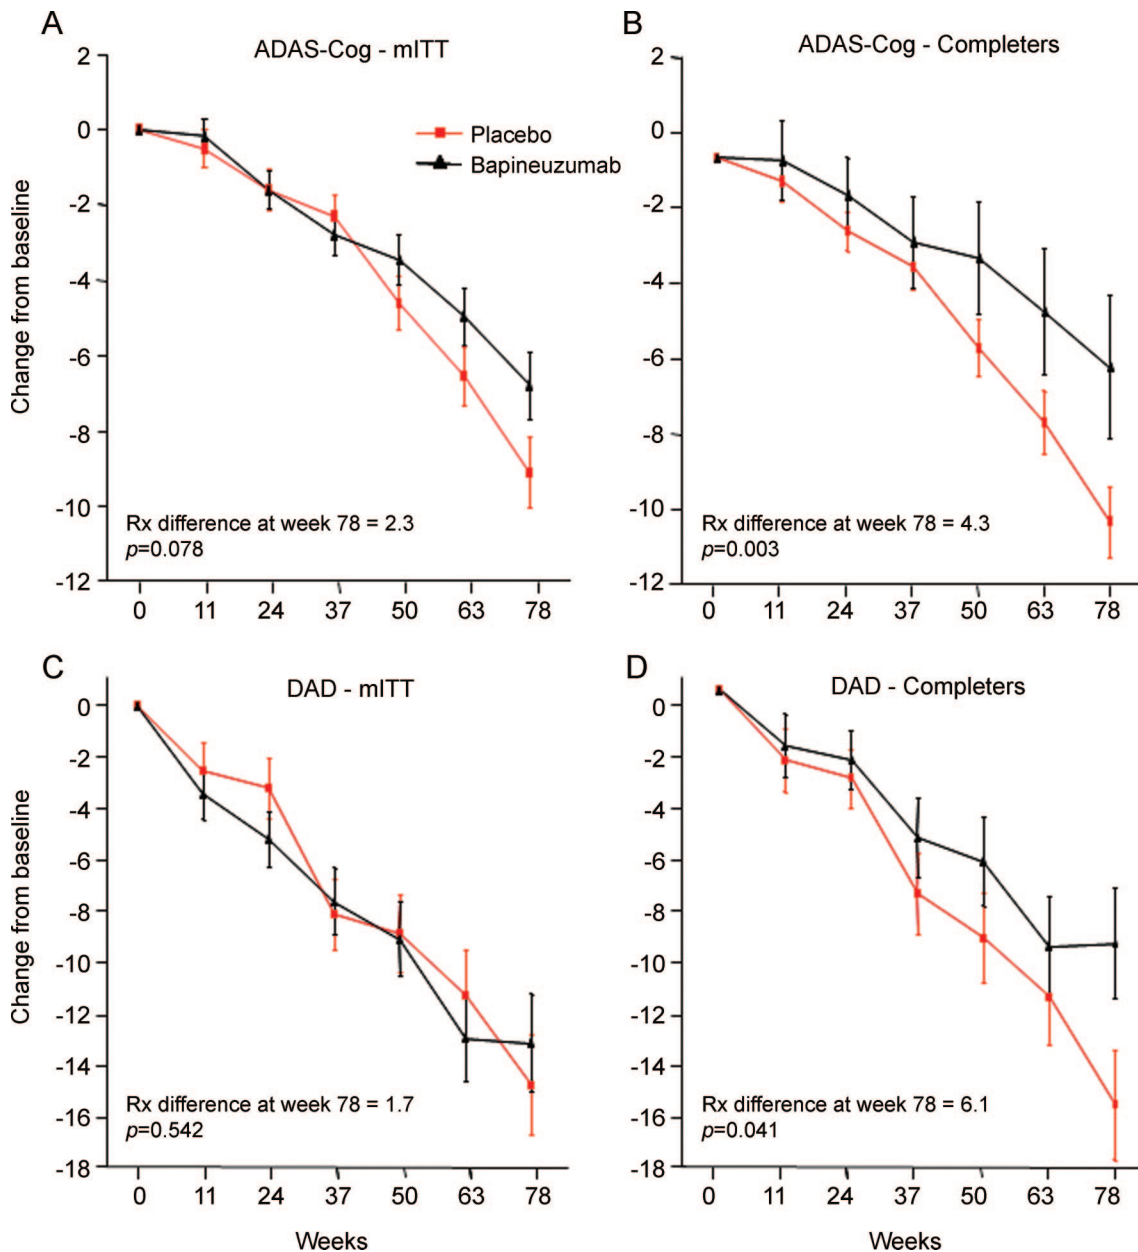 A
ADAS-Cog - mITT
2
0
-2
-4
-6
-8
-10
-12
Change from baseline
Placebo
Bapineuzumab
Rx difference at week 78 = 2.3
p=0.078
0 11 24 37 50 63 78
B
ADAS-Cog - Completers
2
0
-2
-4
-6
-8
-10
-12
Rx difference at week 78 = 4.3
p=0.003
0 11 24 37 50 63 78
C
DAD - mITT
0
-2
-4
-6
-8
-10
-12
-14
-16
-18
Change from baseline
Rx difference at week 78 = 1.7
p=0.542
0 11 24 37 50 63 78
Weeks
D
DAD - Completers
0
-2
-4
-6
-8
-10
-12
-14
-16
-18
Rx difference at week 78 = 6.1
p=0.041
0 11 24 37 50 63 78
Weeks